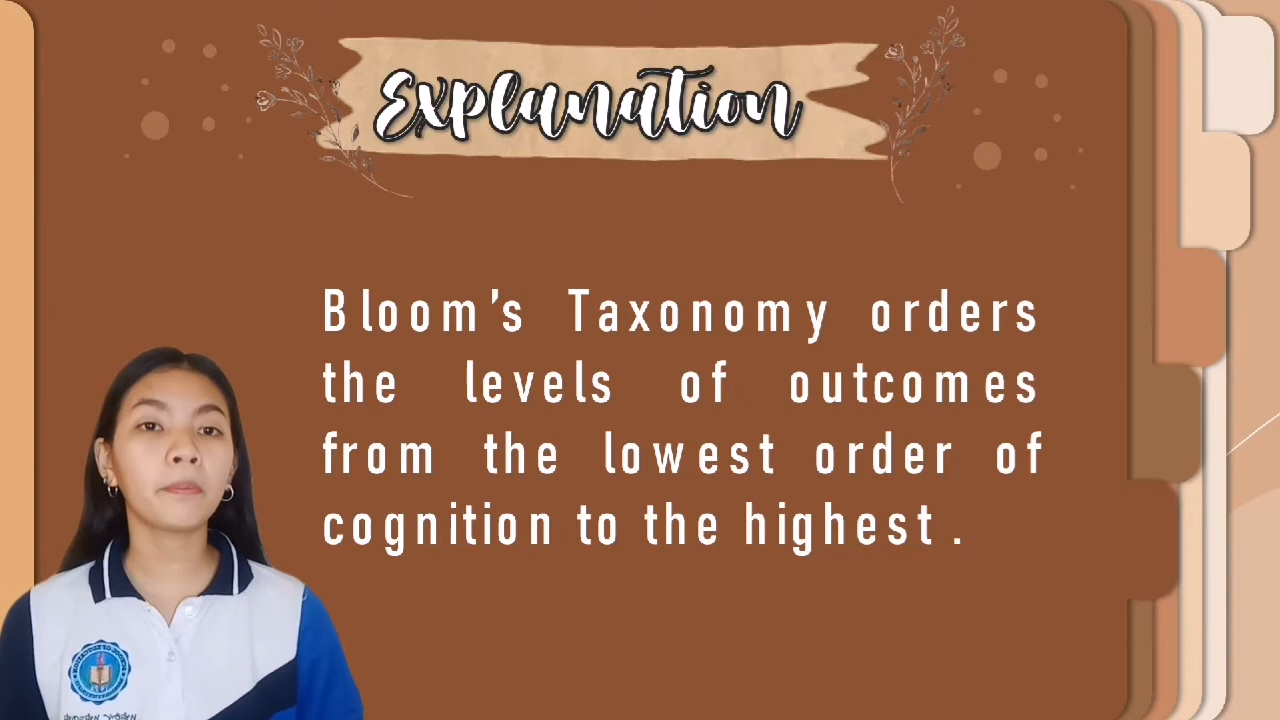 Explanation
Bloom's Taxonomy orders
the levels of outcomes
from the lowest order of
cognition to the highest .